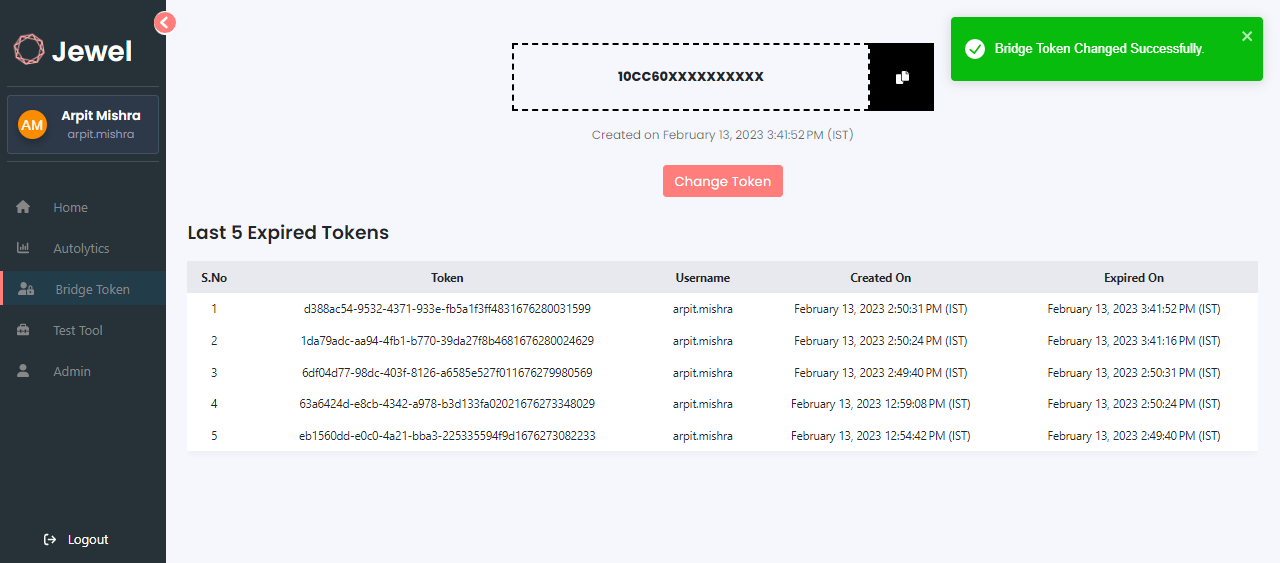 Jewel
AM
Arpit Mishra
arpit.mishra
Home
Autolytics
Bridge Token
Test Tool
Admin
Logout
10CC60XXXXXXXXXX
Bridge Token Changed Successfully.
Created on February 13, 2023 3:41:52 PM (IST)
Change Token
Last 5 Expired Tokens
S.No Token Username Created On Expired On
1 d388ac54-9532-4371-933e-fb5a1f3ff4831676280031599 arpit.mishra February 13, 2023 2:50:31 PM (IST) February 13, 2023 3:41:52 PM (IST)
2 1da79adc-aa94-4fb1-b770-39da27f8b4681676280024629 arpit.mishra February 13, 2023 2:50:24 PM (IST) February 13, 2023 3:41:16 PM (IST)
3 6df04d77-98dc-403f-8126-a6585e527f011676279980569 arpit.mishra February 13, 2023 2:49:40 PM (IST) February 13, 2023 2:50:31 PM (IST)
4 63a6424d-e8cb-4342-a978-b3d133fa02021676273348029 arpit.mishra February 13, 2023 12:59:08 PM (IST) February 13, 2023 2:50:24 PM (IST)
5 eb1560dd-e0c0-4a21-bba3-225335594f9d1676273082233 arpit.mishra February 13, 2023 12:54:42 PM (IST) February 13, 2023 2:49:40 PM (IST)